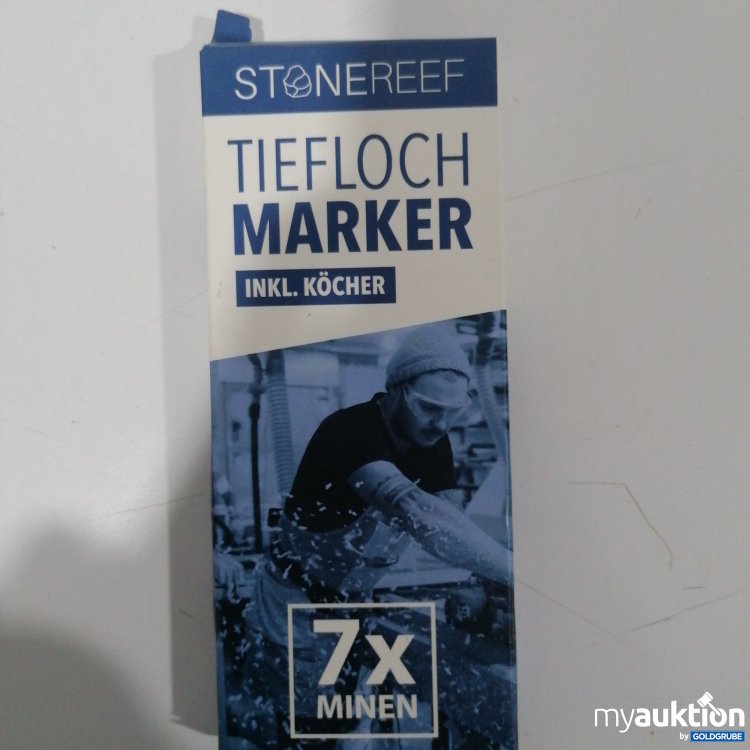 STONEREEF
TIEFLOCH
MARKER
INKL. KÖCHER
7x
MINEN
myauktion
by GOLDGRUBE